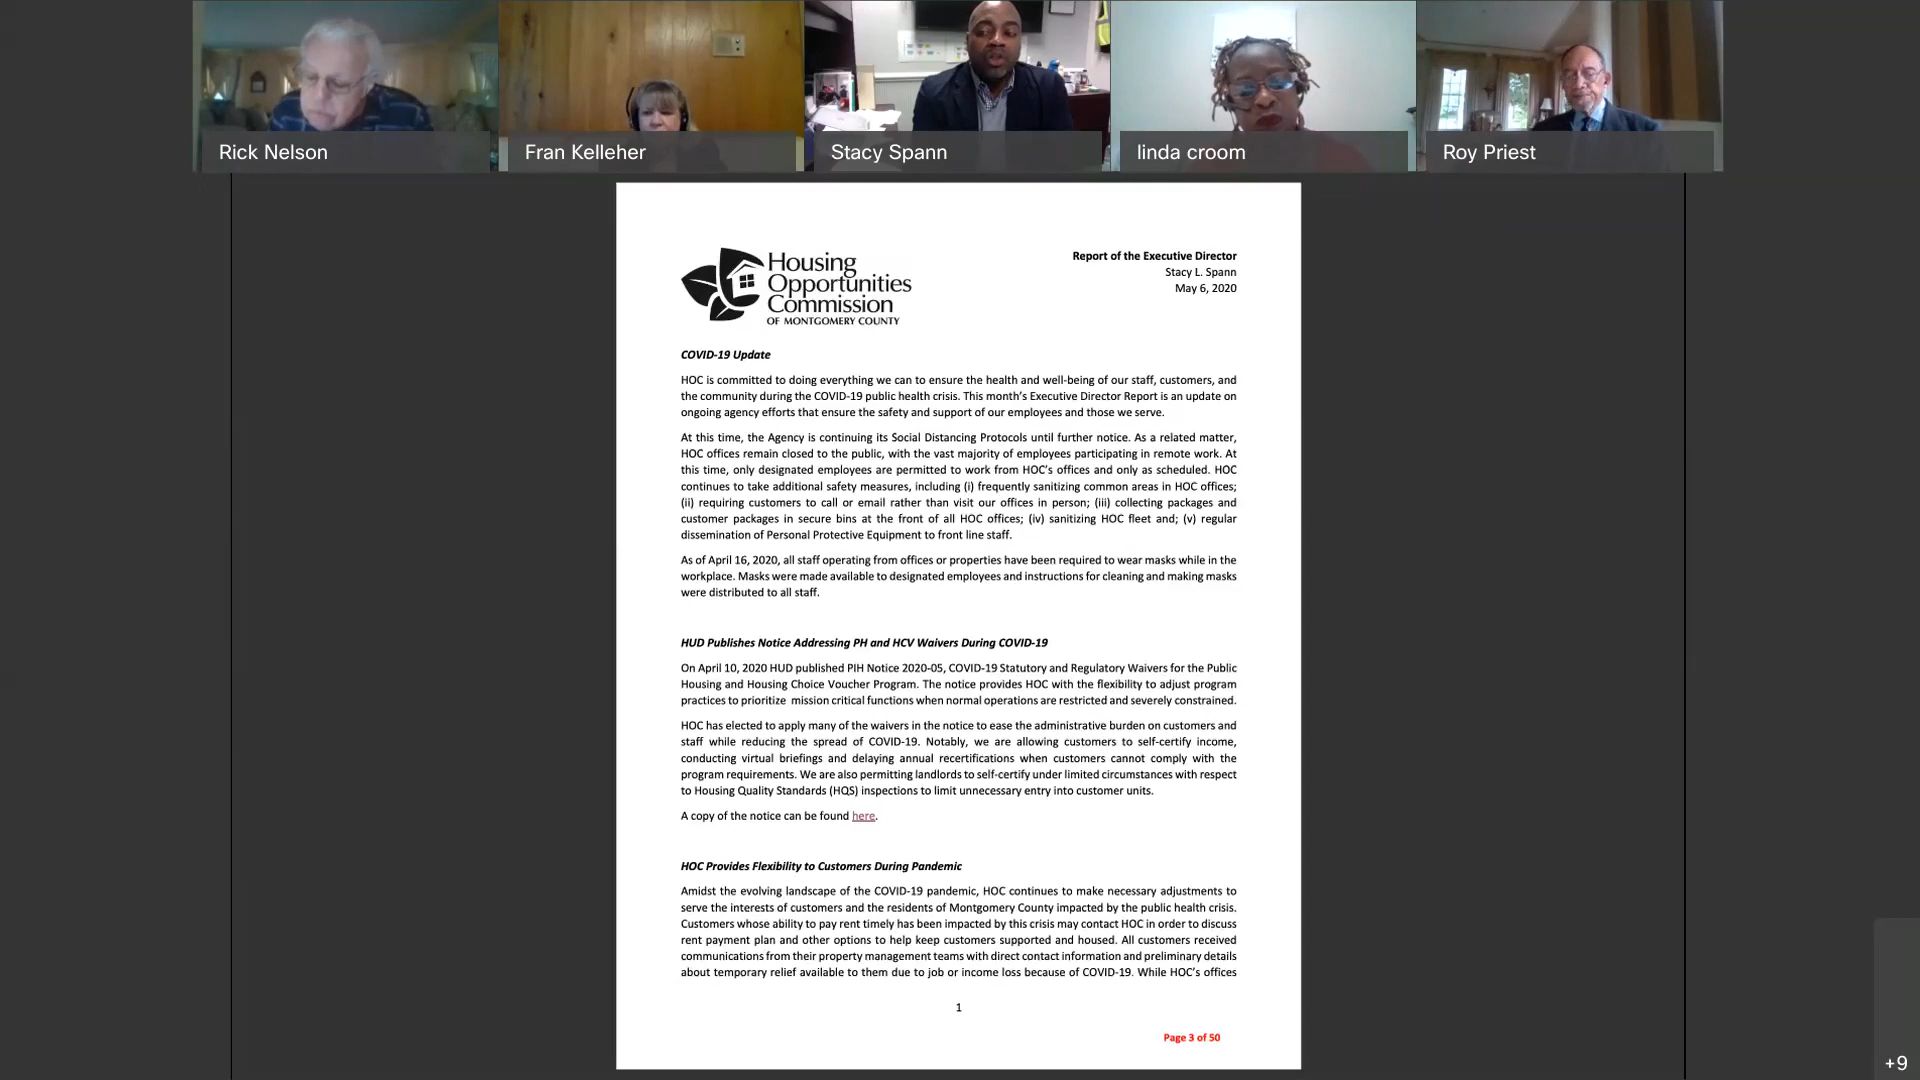 Rick Nelson
Fran Kelleher
Stacy Spann
linda croom
Roy Priest
Housing
Opportunities
Commission
OF MONTGOMERY COUNTY
Report of the Executive Director
Stacy L. Spann
May 6, 2020
COVID-19 Update
HOC is committed to doing everything we can to ensure the health and well-being of our staff, customers, and
the community during the COVID-19 public health crisis. This month's Executive Director Report is an update on
ongoing agency efforts that ensure the safety and support of our employees and those we serve.
At this time, the Agency is continuing its Social Distancing Protocols until further notice. As a related matter,
HOC offices remain closed to the public, with the vast majority of employees participating in remote work. At
this time, only designated employees are permitted to work from HOC's offices and only as scheduled. HOC
continues to take additional safety measures, including (i) frequently sanitizing common areas in HOC offices;
(ii) requiring customers to call or email rather than visit our offices in person; (iii) collecting packages and
customer packages in secure bins at the front of all HOC offices; (iv) sanitizing HOC fleet and; (v) regular
dissemination of Personal Protective Equipment to front line staff.
As of April 16, 2020, all staff operating from offices or properties have been required to wear masks while in the
workplace. Masks were made available to designated employees and instructions for cleaning and making masks
were distributed to all staff.
HUD Publishes Notice Addressing PH and HCV Waivers During COVID-19
On April 10, 2020 HUD published PIH Notice 2020-05, COVID-19 Statutory and Regulatory Waivers for the Public
Housing and Housing Choice Voucher Program. The notice provides HOC with the flexibility to adjust program
practices to prioritize mission critical functions when normal operations are restricted and severely constrained.
HOC has elected to apply many of the waivers in the notice to ease the administrative burden on customers and
staff while reducing the spread of COVID-19. Notably, we are allowing customers to self-certify income,
conducting virtual briefings and delaying annual recertifications when customers cannot comply with the
program requirements. We are also permitting landlords to self-certify under limited circumstances with respect
to Housing Quality Standards (HQS) inspections to limit unnecessary entry into customer units.
A copy of the notice can be found here.
HOC Provides Flexibility to Customers During Pandemic
Amidst the evolving landscape of the COVID-19 pandemic, HOC continues to make necessary adjustments to
serve the interests of customers and the residents of Montgomery County impacted by the public health crisis.
Customers whose ability to pay rent timely has been impacted by this crisis may contact HOC in order to discuss
rent payment plan and other options to help keep customers supported and housed. All customers received
communications from their property management teams with direct contact information and preliminary details
about temporary relief available to them due to job or income loss because of COVID-19. While HOC's offices
1
Page 3 of 50
+9